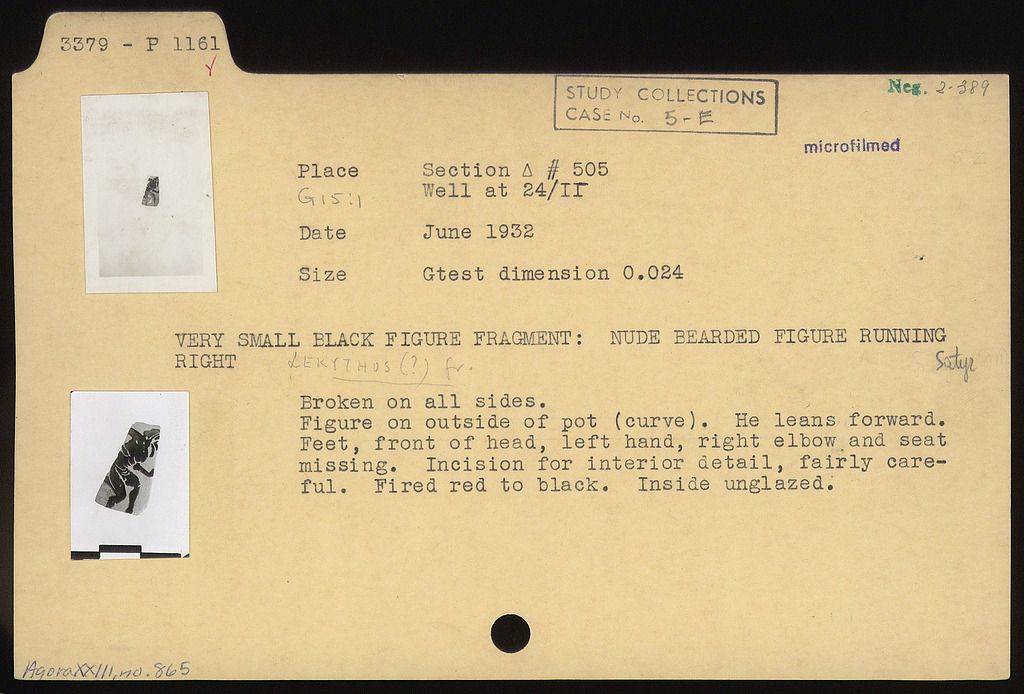 3379 - P 1161
STUDY COLLECTIONS
CASE No. 5-E
Neg. 2-389
microfilmed
Place Section Δ # 505
G 15:1 Well at 24/ΙΓ
Date June 1932
Size Gtest dimension 0.024
VERY SMALL BLACK FIGURE FRAGMENT: NUDE BEARDED FIGURE RUNNING
RIGHT LEKYTHOS (?) fr. Satyr
Broken on all sides.
Figure on outside of pot (curve). He leans forward.
Feet, front of head, left hand, right elbow and seat
missing. Incision for interior detail, fairly care-
ful. Fired red to black. Inside unglazed.
Agora XXIII, no. 865